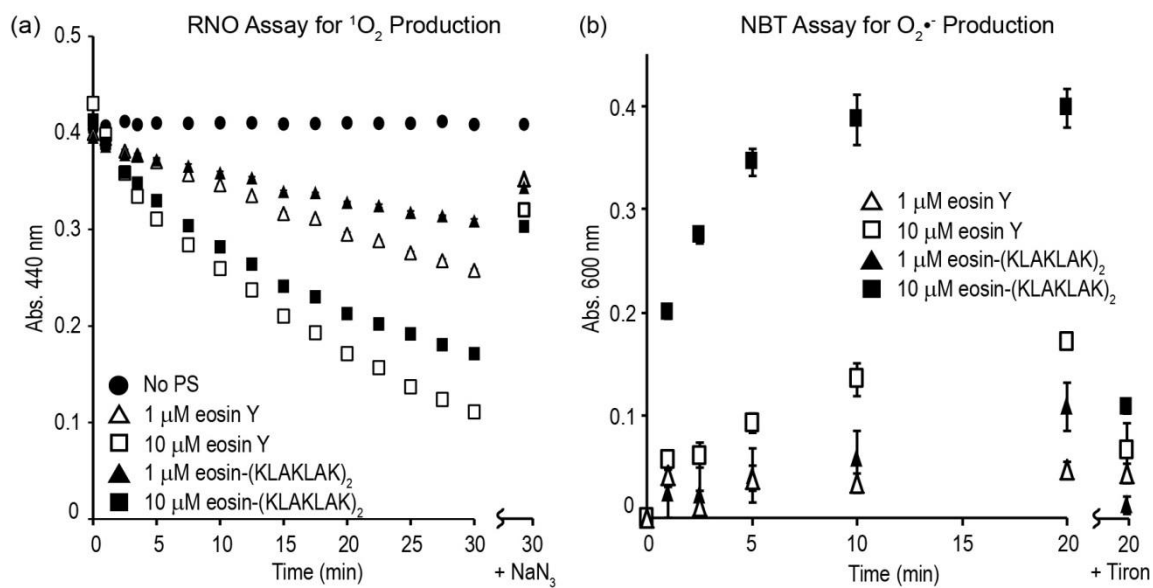 (a) RNO Assay for ¹O₂ Production
0.5
0.4
0.3
0.2
0.1
0
Abs. 440 nm
No PS
1 μM eosin Y
10 μM eosin Y
1 μM eosin-(KLAKLAK)₂
10 μM eosin-(KLAKLAK)₂
0 5 10 15 20 25 30 30
Time (min) + NaN₃
(b) NBT Assay for O₂•⁻ Production
0.4
0.3
0.2
0.1
0
Abs. 600 nm
1 μM eosin Y
10 μM eosin Y
1 μM eosin-(KLAKLAK)₂
10 μM eosin-(KLAKLAK)₂
0 5 10 15 20 20
Time (min) + Tiron